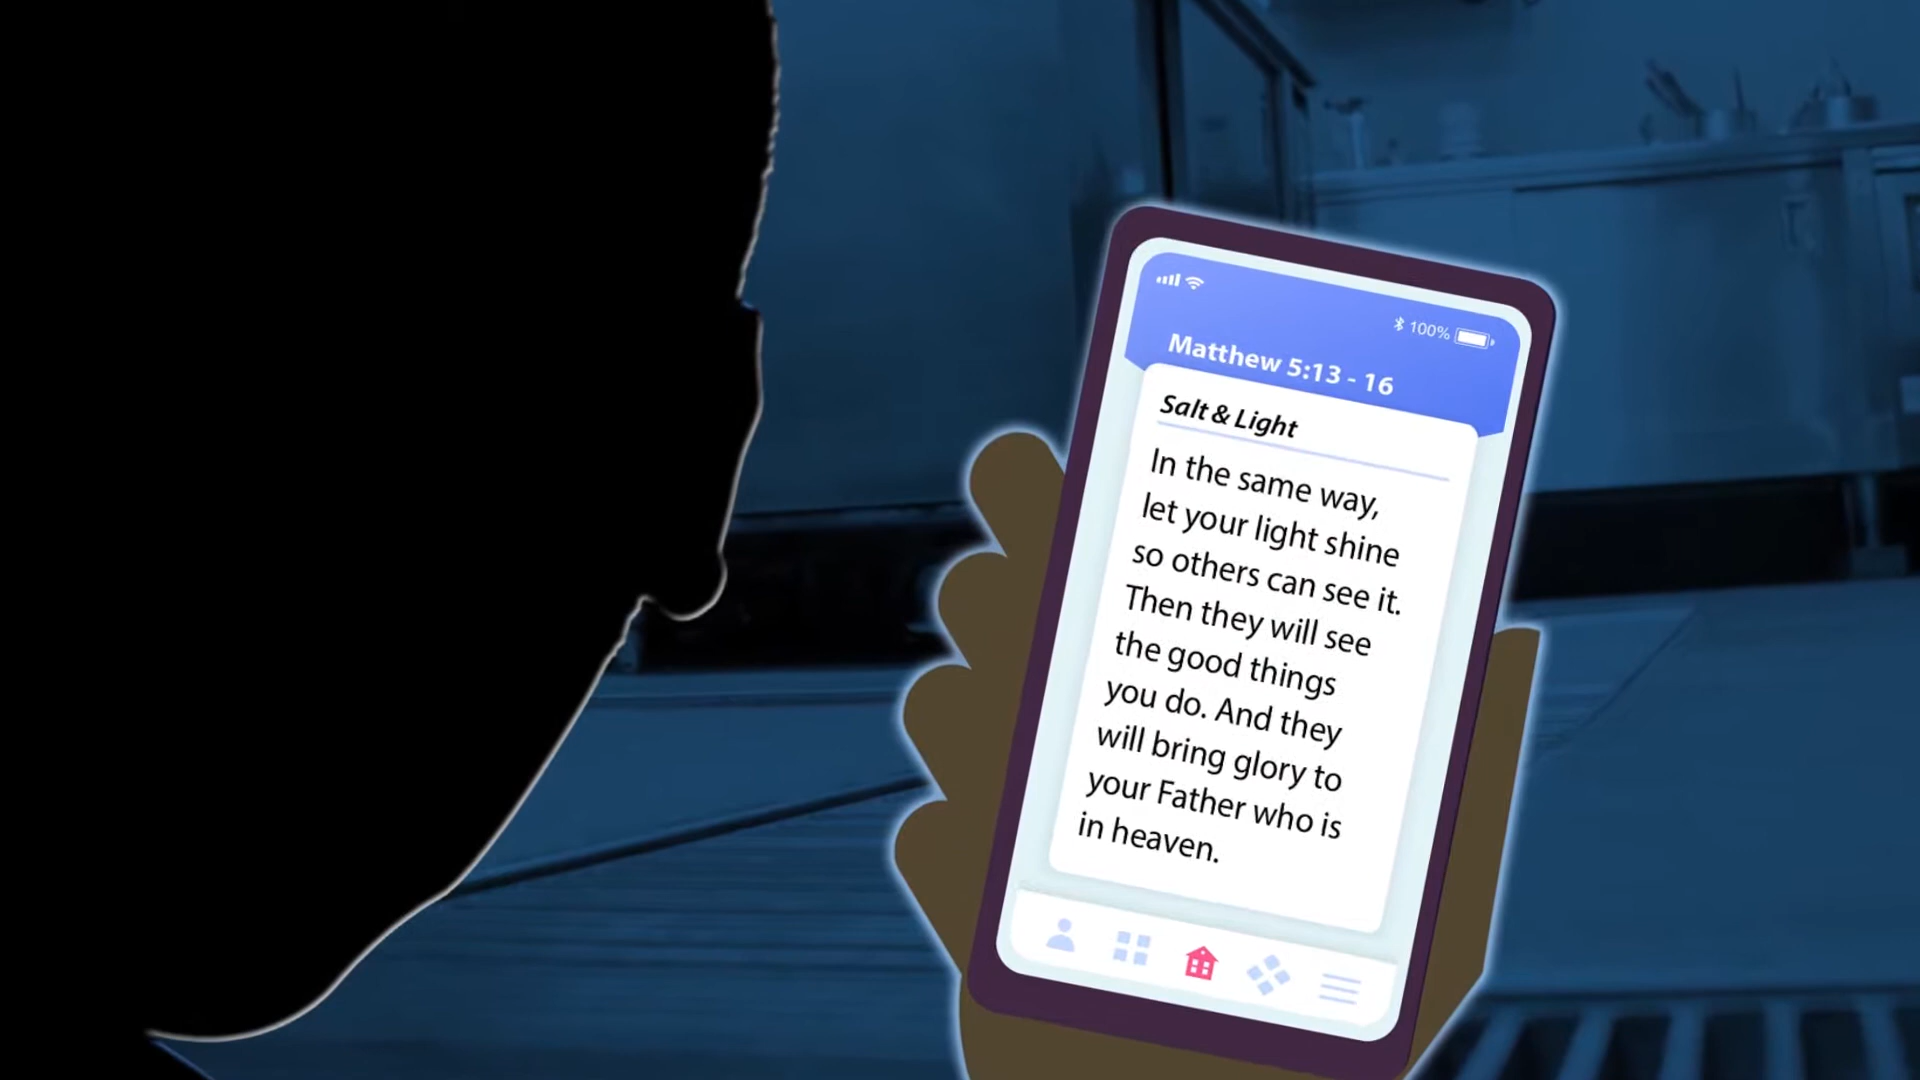 100%
Matthew 5:13 - 16
Salt & Light
In the same way,
let your light shine
so others can see it.
Then they will see
the good things
you do. And they
will bring glory to
your Father who is
in heaven.